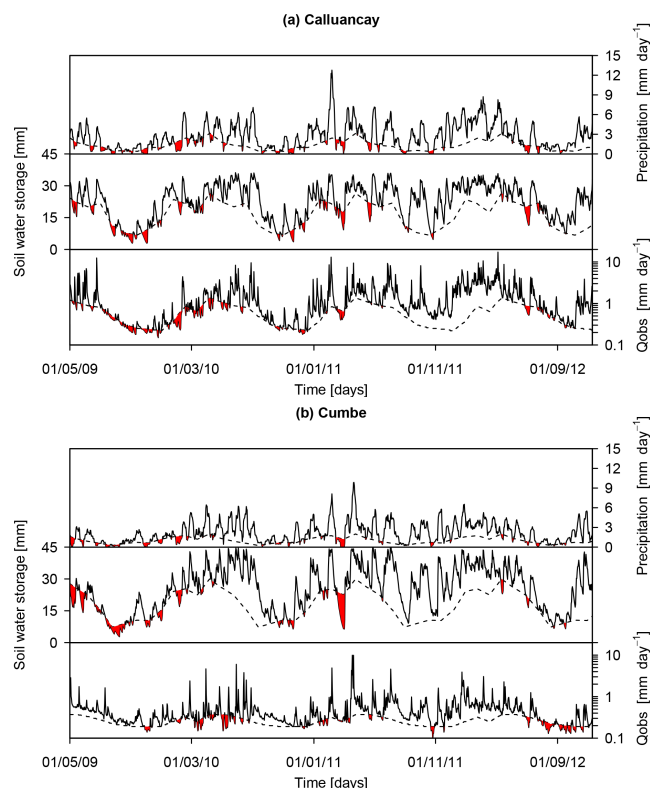 (a) Calluancay
15
12
9
6
3
0
Precipitation [mm day−1]
45
30
15
0
Soil water storage [mm]
10
1
0.1
Qobs [mm day−1]
01/05/09 01/03/10 01/01/11 01/11/11 01/09/12
Time [days]
(b) Cumbe
15
12
9
6
3
0
Precipitation [mm day−1]
45
30
15
0
Soil water storage [mm]
10
1
0.1
Qobs [mm day−1]
01/05/09 01/03/10 01/01/11 01/11/11 01/09/12
Time [days]